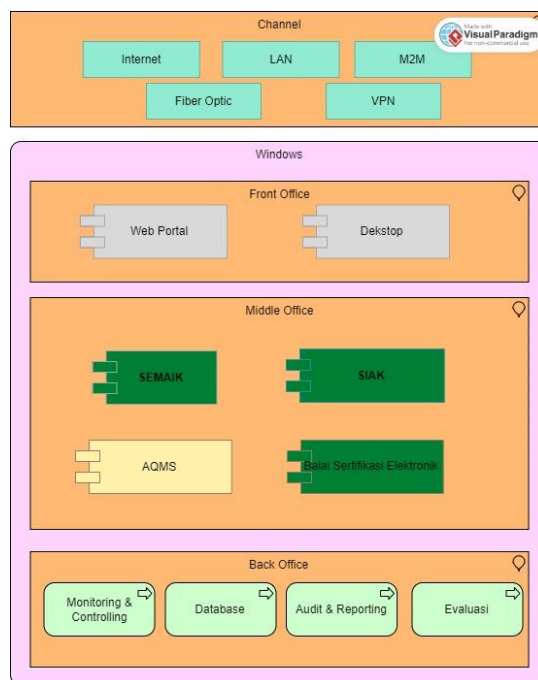 Channel
Made with
Visual Paradigm
For non-commercial use
Internet
LAN
M2M
Fiber Optic
VPN
Windows
Front Office
Web Portal
Dekstop
Middle Office
SEMAIK
SIAK
AQMS
Balai Sertifikasi Elektronik
Back Office
Monitoring &
Controlling
Database
Audit & Reporting
Evaluasi